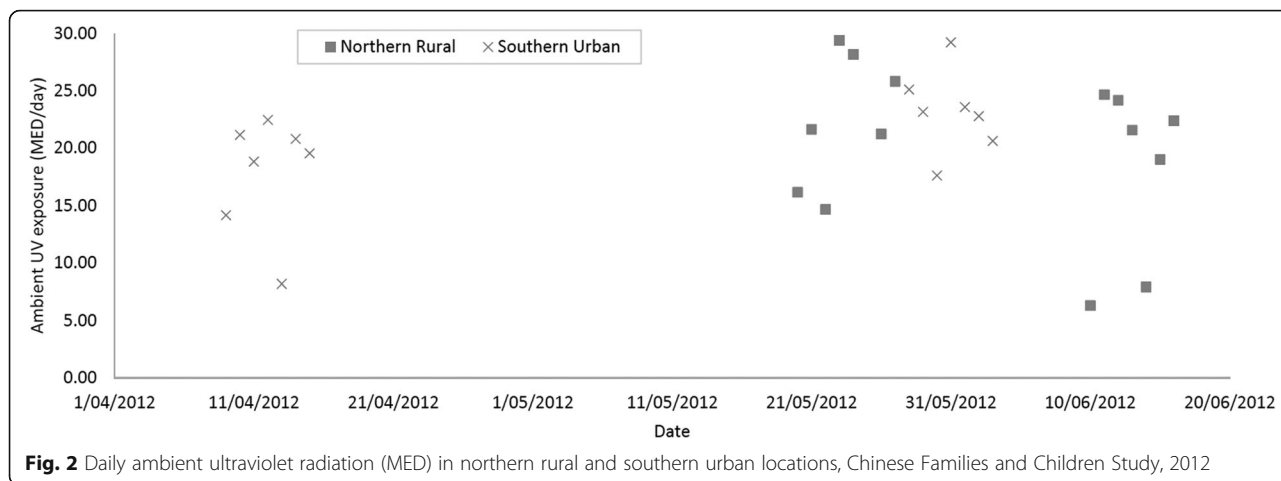 Northern Rural
Southern Urban
30.00
25.00
20.00
15.00
10.00
5.00
0.00
Ambient UV exposure (MED/day)
1/04/2012 11/04/2012 21/04/2012 1/05/2012 11/05/2012 21/05/2012 31/05/2012 10/06/2012 20/06/2012
Date
Fig. 2 Daily ambient ultraviolet radiation (MED) in northern rural and southern urban locations, Chinese Families and Children Study, 2012